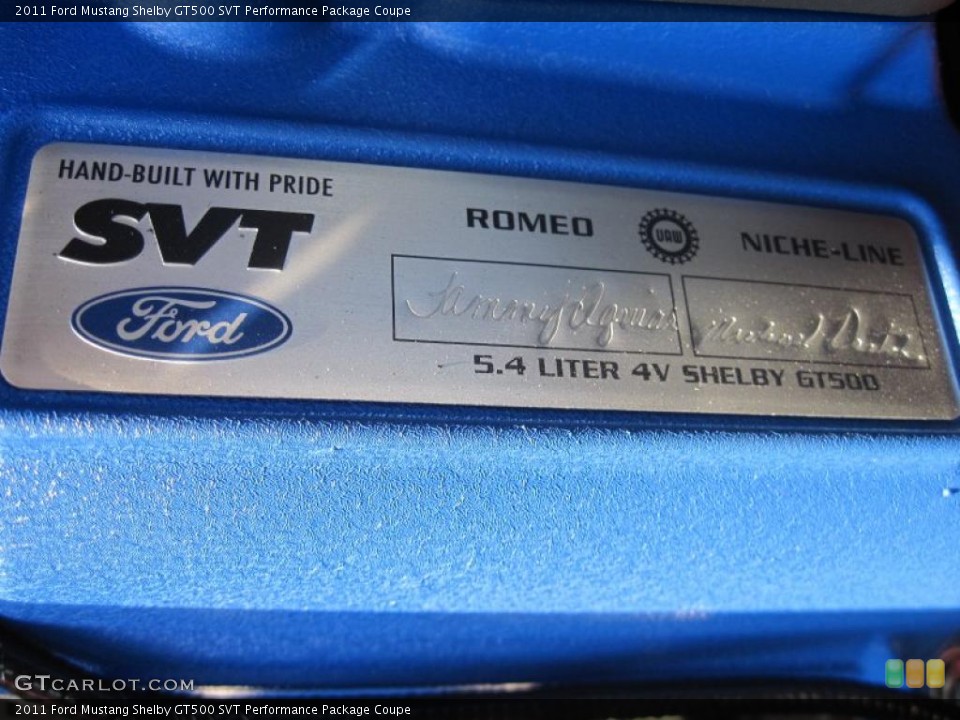 2011 Ford Mustang Shelby GT500 SVT Performance Package Coupe
HAND-BUILT WITH PRIDE
SVT
Ford
ROMEO
UAW
NICHE-LINE
Tammy
5.4 LITER 4V SHELBY GT500
GTCARLOT.COM
2011 Ford Mustang Shelby GT500 SVT Performance Package Coupe